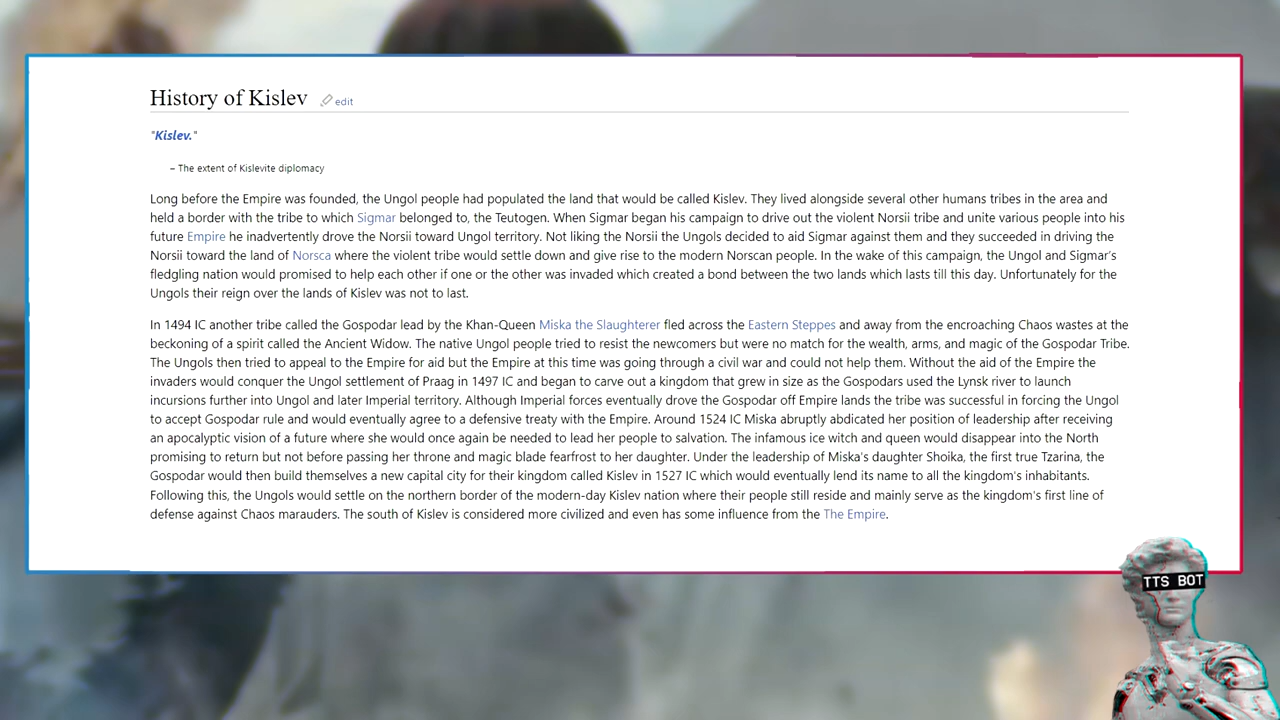 History of Kislev edit
"Kislev."
– The extent of Kislevite diplomacy
Long before the Empire was founded, the Ungol people had populated the land that would be called Kislev. They lived alongside several other humans tribes in the area and
held a border with the tribe to which Sigmar belonged to, the Teutogen. When Sigmar began his campaign to drive out the violent Norsii tribe and unite various people into his
future Empire he inadvertently drove the Norsii toward Ungol territory. Not liking the Norsii the Ungols decided to aid Sigmar against them and they succeeded in driving the
Norsii toward the land of Norsca where the violent tribe would settle down and give rise to the modern Norscan people. In the wake of this campaign, the Ungol and Sigmar's
fledgling nation would promised to help each other if one or the other was invaded which created a bond between the two lands which lasts till this day. Unfortunately for the
Ungols their reign over the lands of Kislev was not to last.
In 1494 IC another tribe called the Gospodar lead by the Khan-Queen Miska the Slaughterer fled across the Eastern Steppes and away from the encroaching Chaos wastes at the
beckoning of a spirit called the Ancient Widow. The native Ungol people tried to resist the newcomers but were no match for the wealth, arms, and magic of the Gospodar Tribe.
The Ungols then tried to appeal to the Empire for aid but the Empire at this time was going through a civil war and could not help them. Without the aid of the Empire the
invaders would conquer the Ungol settlement of Praag in 1497 IC and began to carve out a kingdom that grew in size as the Gospodars used the Lynsk river to launch
incursions further into Ungol and later Imperial territory. Although Imperial forces eventually drove the Gospodar off Empire lands the tribe was successful in forcing the Ungol
to accept Gospodar rule and would eventually agree to a defensive treaty with the Empire. Around 1524 IC Miska abruptly abdicated her position of leadership after receiving
an apocalyptic vision of a future where she would once again be needed to lead her people to salvation. The infamous ice witch and queen would disappear into the North
promising to return but not before passing her throne and magic blade fearfrost to her daughter. Under the leadership of Miska's daughter Shoika, the first true Tzarina, the
Gospodar would then build themselves a new capital city for their kingdom called Kislev in 1527 IC which would eventually lend its name to all the kingdom's inhabitants.
Following this, the Ungols would settle on the northern border of the modern-day Kislev nation where their people still reside and mainly serve as the kingdom's first line of
defense against Chaos marauders. The south of Kislev is considered more civilized and even has some influence from the The Empire.
TTS BOT